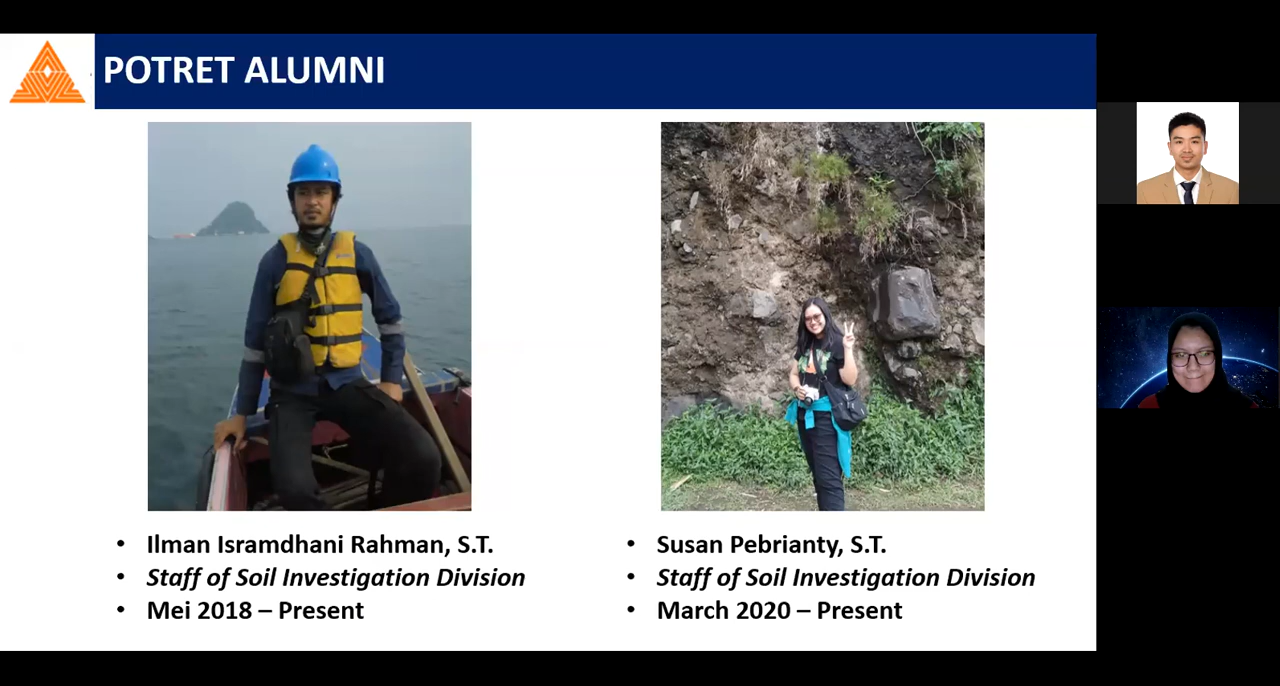 POTRET ALUMNI
• Ilman Isramdhani Rahman, S.T.
• Staff of Soil Investigation Division
• Mei 2018 – Present
• Susan Pebrianty, S.T.
• Staff of Soil Investigation Division
• March 2020 – Present